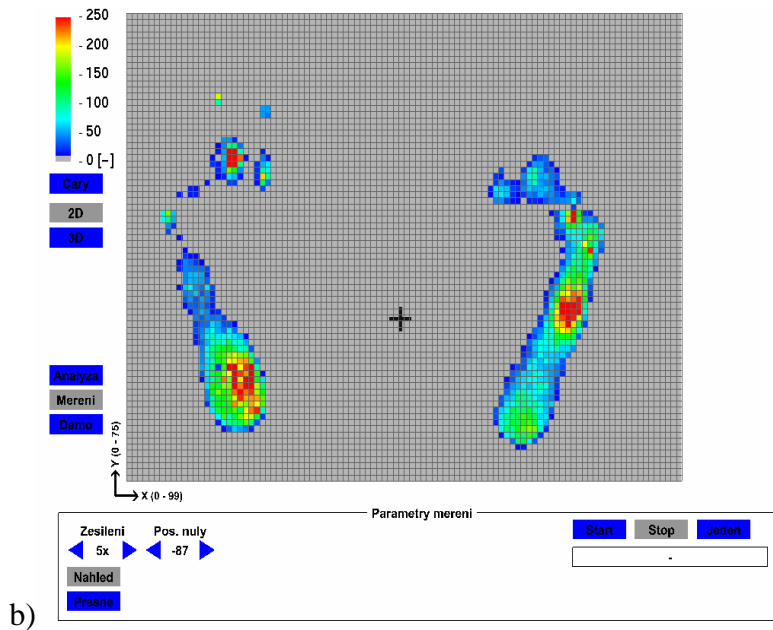 - 250
- 200
- 150
- 100
- 50
- 0 [–]
Cary
2D
3D
Analyza
Mereni
Demo
Y (0 - 75)
X (0 - 99)
Parametry mereni
Zesileni
Pos. nuly
5x
-87
Start
Stop
Jeden
-
Nahled
Presne
b)